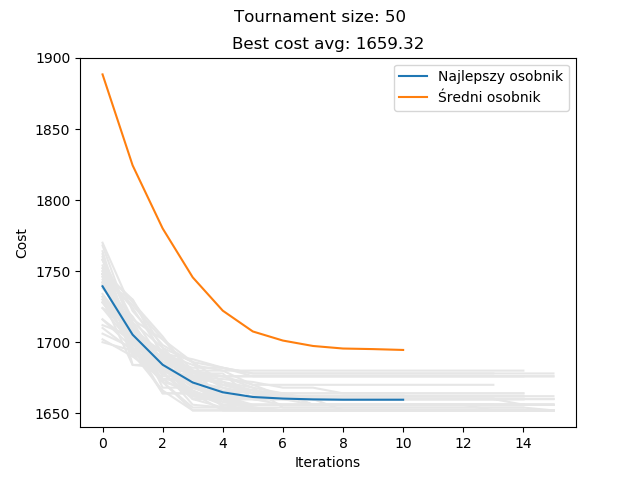 Tournament size: 50
Best cost avg: 1659.32
Najlepszy osobnik
Średni osobnik
1900
1850
1800
1750
1700
1650
Cost
0 2 4 6 8 10 12 14
Iterations